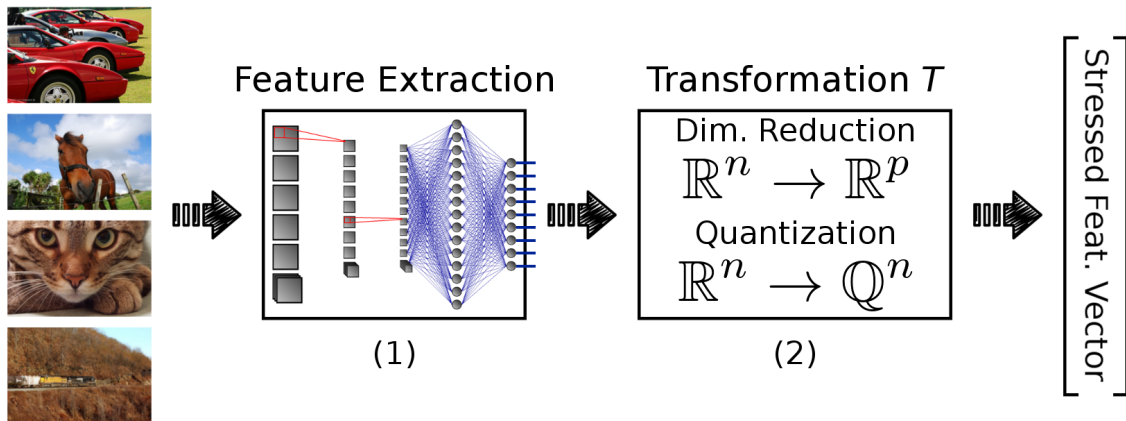 Feature Extraction
(1)
Transformation T
Dim. Reduction
ℝⁿ → ℝᵖ
Quantization
ℝⁿ → ℚⁿ
(2)
Stressed Feat. Vector